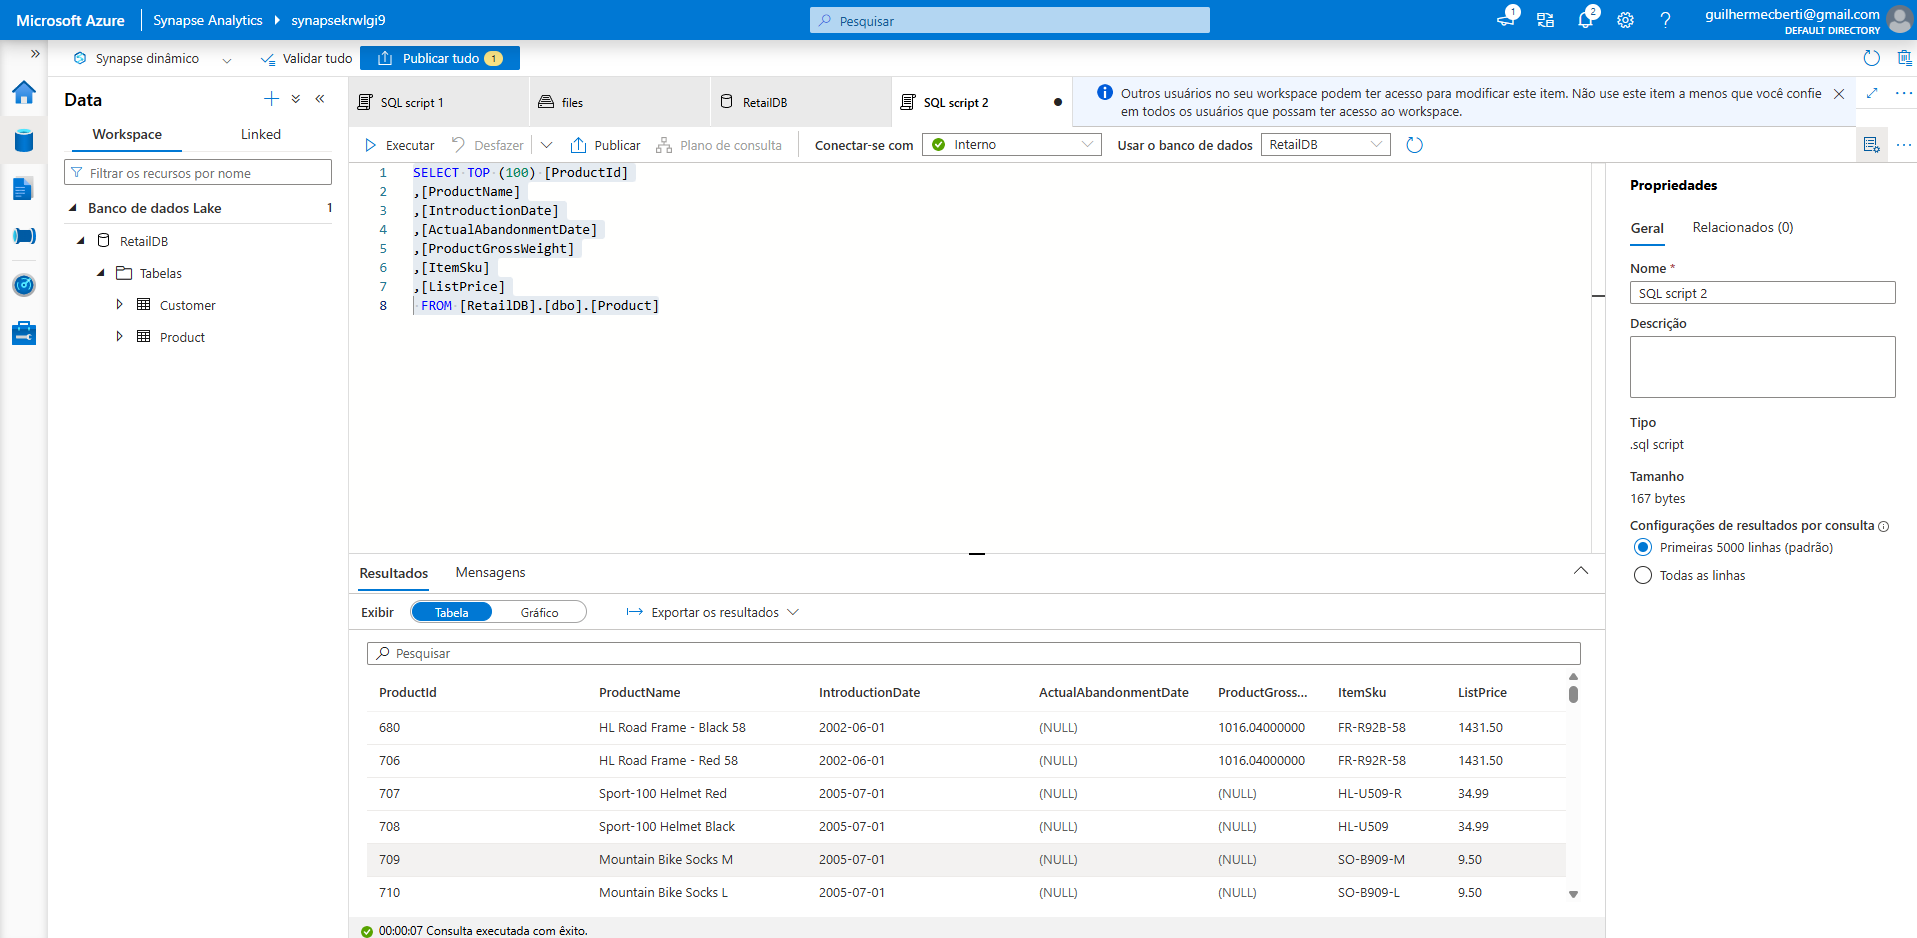 Microsoft Azure
Synapse Analytics
synapsekrwlgi9
Pesquisar
1
2
guilhermecberti@gmail.com
DEFAULT DIRECTORY
Synapse dinâmico
Validar tudo
Publicar tudo 1
Data
Workspace
Linked
Filtrar os recursos por nome
Banco de dados Lake 1
RetailDB
Tabelas
Customer
Product
SQL script 1
files
RetailDB
SQL script 2
Outros usuários no seu workspace podem ter acesso para modificar este item. Não use este item a menos que você confie
em todos os usuários que possam ter acesso ao workspace.
Executar
Desfazer
Publicar
Plano de consulta
Conectar-se com
Interno
Usar o banco de dados
RetailDB
1 SELECT TOP (100) [ProductId]
2 ,[ProductName]
3 ,[IntroductionDate]
4 ,[ActualAbandonmentDate]
5 ,[ProductGrossWeight]
6 ,[ItemSku]
7 ,[ListPrice]
8 FROM [RetailDB].[dbo].[Product]
Resultados
Mensagens
Exibir
Tabela
Gráfico
Exportar os resultados
Pesquisar
ProductId ProductName IntroductionDate ActualAbandonmentDate ProductGross... ItemSku ListPrice
680 HL Road Frame - Black 58 2002-06-01 (NULL) 1016.04000000 FR-R92B-58 1431.50
706 HL Road Frame - Red 58 2002-06-01 (NULL) 1016.04000000 FR-R92R-58 1431.50
707 Sport-100 Helmet Red 2005-07-01 (NULL) (NULL) HL-U509-R 34.99
708 Sport-100 Helmet Black 2005-07-01 (NULL) (NULL) HL-U509 34.99
709 Mountain Bike Socks M 2005-07-01 (NULL) (NULL) SO-B909-M 9.50
710 Mountain Bike Socks L 2005-07-01 (NULL) (NULL) SO-B909-L 9.50
00:00:07 Consulta executada com êxito.
Propriedades
Geral
Relacionados (0)
Nome *
SQL script 2
Descrição
Tipo
.sql script
Tamanho
167 bytes
Configurações de resultados por consulta
Primeiras 5000 linhas (padrão)
Todas as linhas